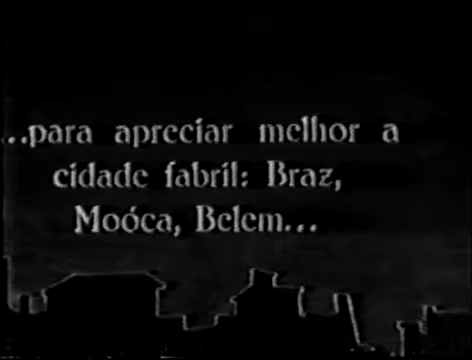 ...para apreciar melhor a
cidade fabril: Braz,
Moóca, Belem...